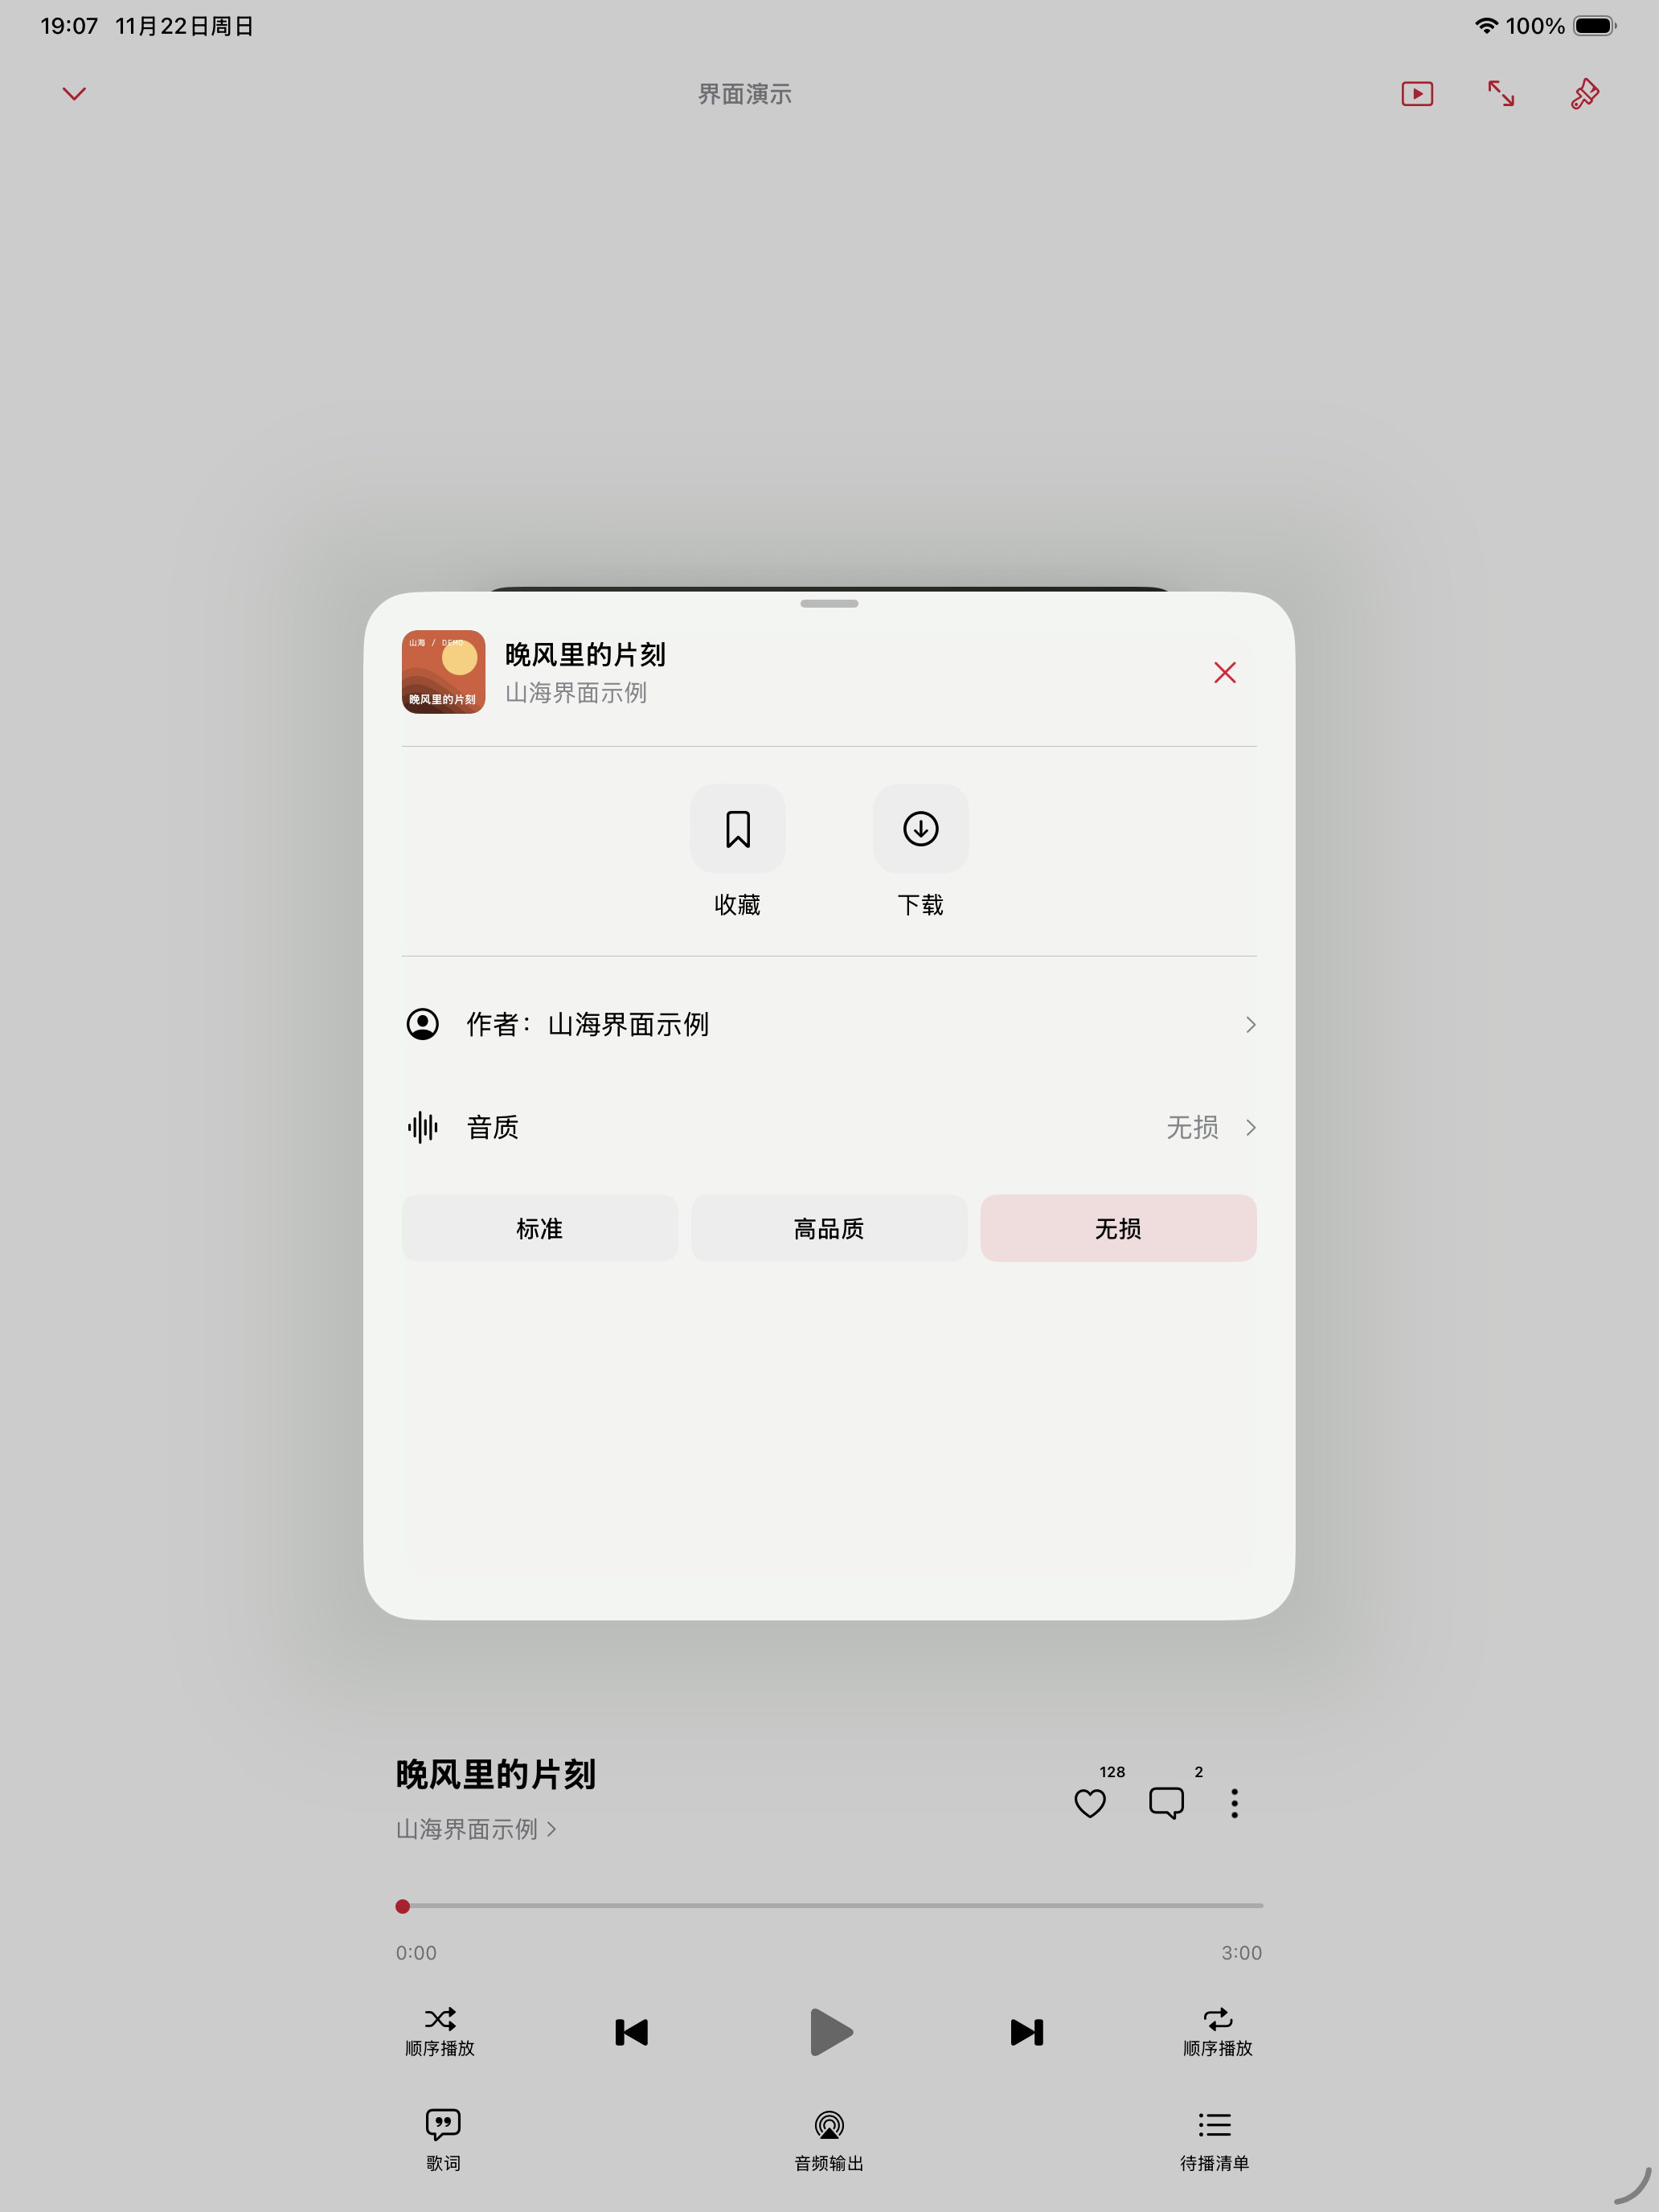 19:07 11月22日周日
100%
界面演示
山海 / DEMO
晚风里的片刻
晚风里的片刻
山海界面示例
收藏
下载
作者：山海界面示例
音质
无损
标准
高品质
无损
晚风里的片刻
128
2
山海界面示例
0:00
3:00
顺序播放
顺序播放
歌词
音频输出
待播清单